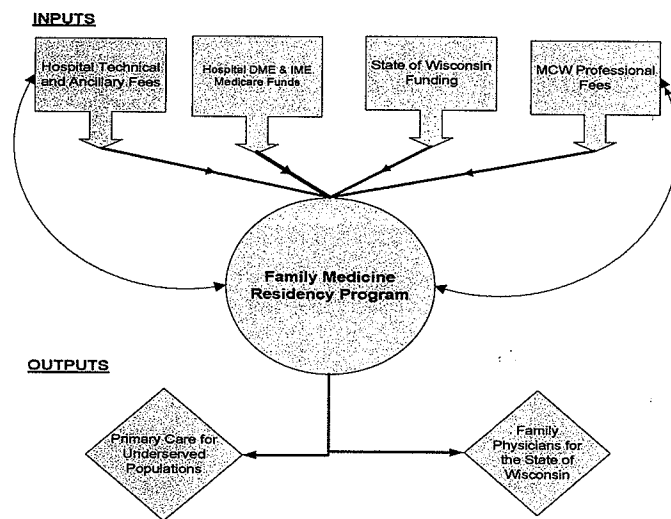 INPUTS
Hospital Technical
and Ancillary Fees
Hospital DME & IME
Medicare Funds
State of Wisconsin
Funding
MCW Professional
Fees
Family Medicine
Residency Program
OUTPUTS
Primary Care for
Underserved
Populations
Family
Physicians for
the State of
Wisconsin